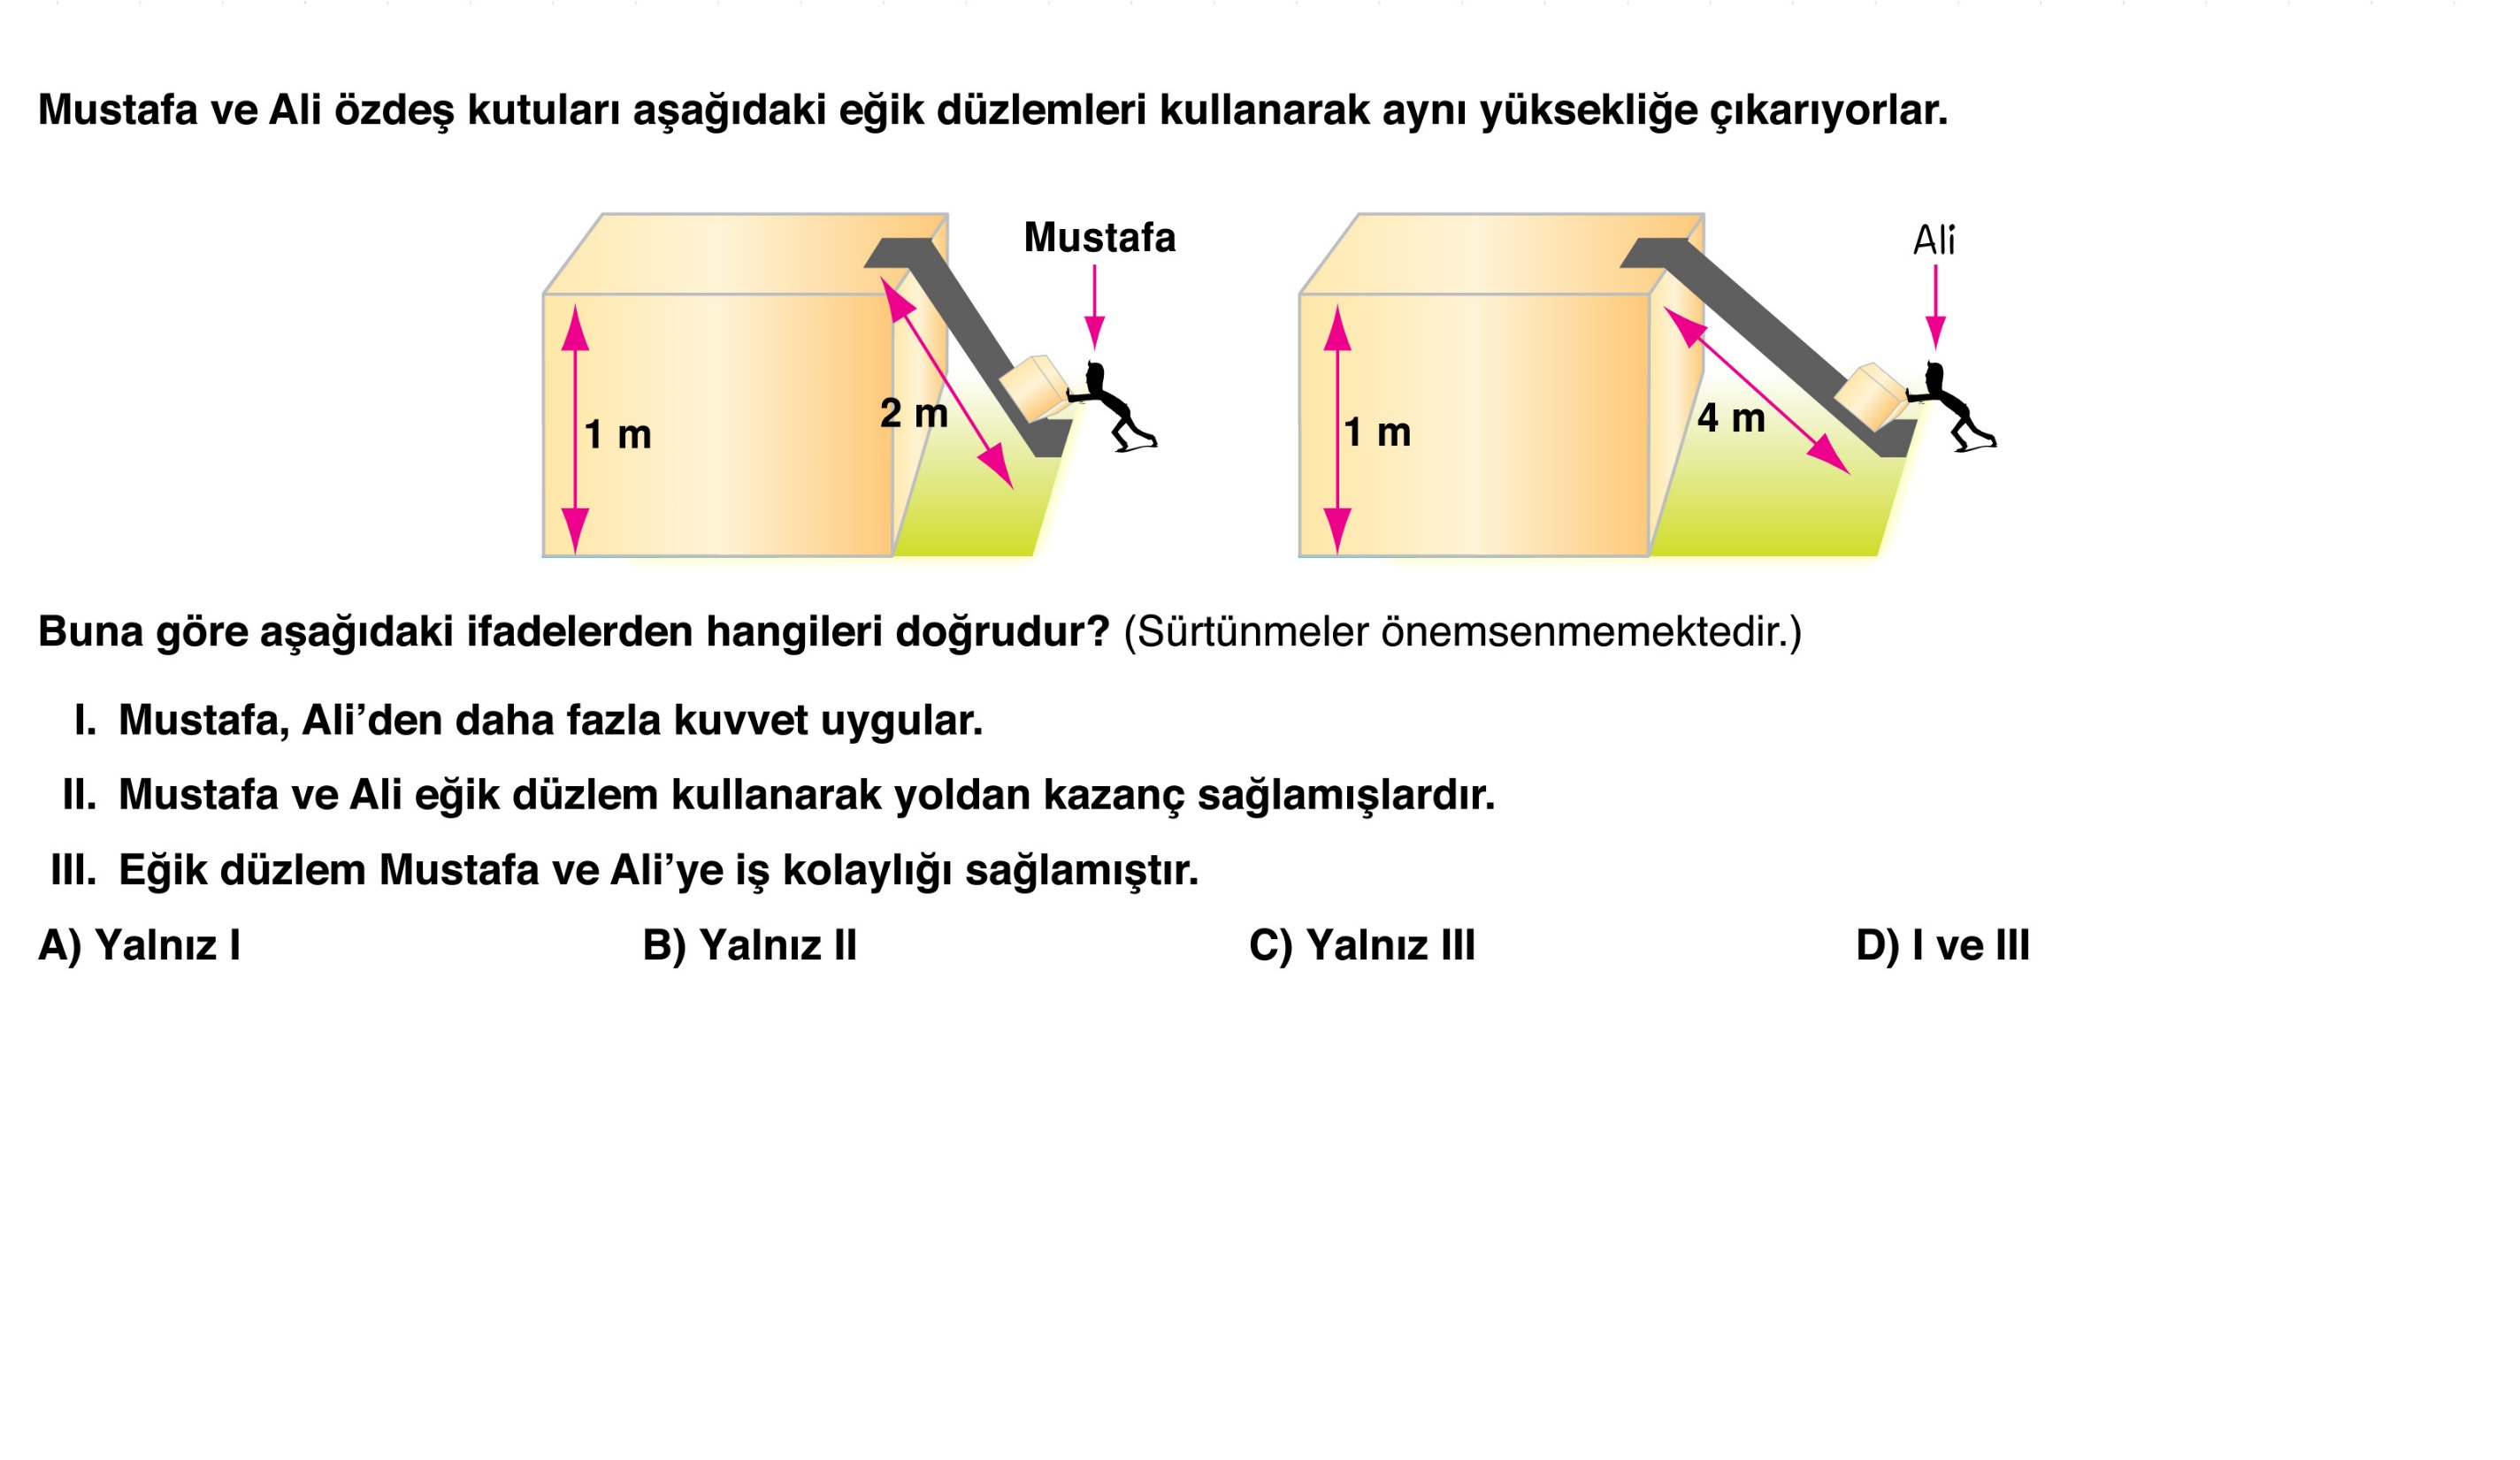 Mustafa ve Ali özdeş kutuları aşağıdaki eğik düzlemleri kullanarak aynı yüksekliğe çıkarıyorlar.
Mustafa
Ali
1 m
2 m
1 m
4 m
Buna göre aşağıdaki ifadelerden hangileri doğrudur? (Sürtünmeler önemsenmemektedir.)
I. Mustafa, Ali’den daha fazla kuvvet uygular.
II. Mustafa ve Ali eğik düzlem kullanarak yoldan kazanç sağlamışlardır.
III. Eğik düzlem Mustafa ve Ali’ye iş kolaylığı sağlamıştır.
A) Yalnız I B) Yalnız II C) Yalnız III D) I ve III